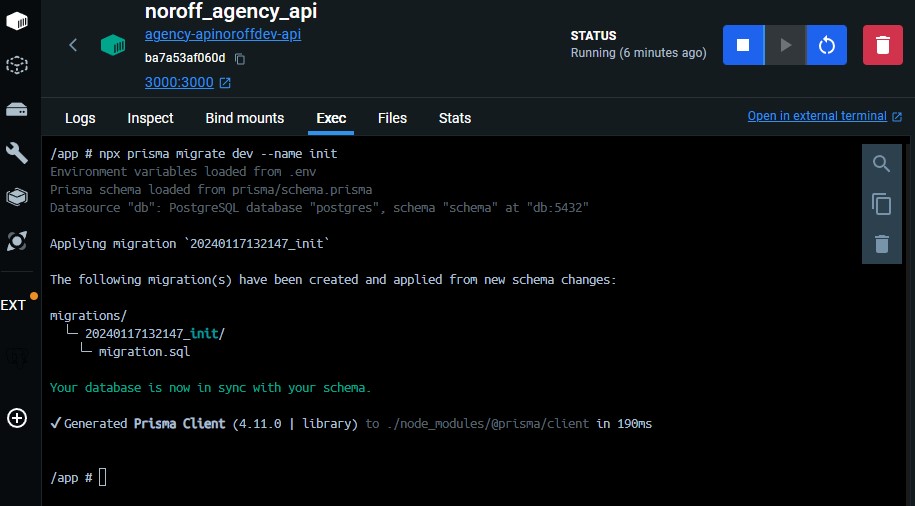 noroff_agency_api
agency-apinoroffdev-api
ba7a53af060d
3000:3000
STATUS
Running (6 minutes ago)
Logs Inspect Bind mounts Exec Files Stats
Open in external terminal
/app # npx prisma migrate dev --name init
Environment variables loaded from .env
Prisma schema loaded from prisma/schema.prisma
Datasource "db": PostgreSQL database "postgres", schema "schema" at "db:5432"
Applying migration `20240117132147_init`
The following migration(s) have been created and applied from new schema changes:
migrations/
└─ 20240117132147_init/
└─ migration.sql
Your database is now in sync with your schema.
✔ Generated Prisma Client (4.11.0 | library) to ./node_modules/@prisma/client in 190ms
/app #
EXT